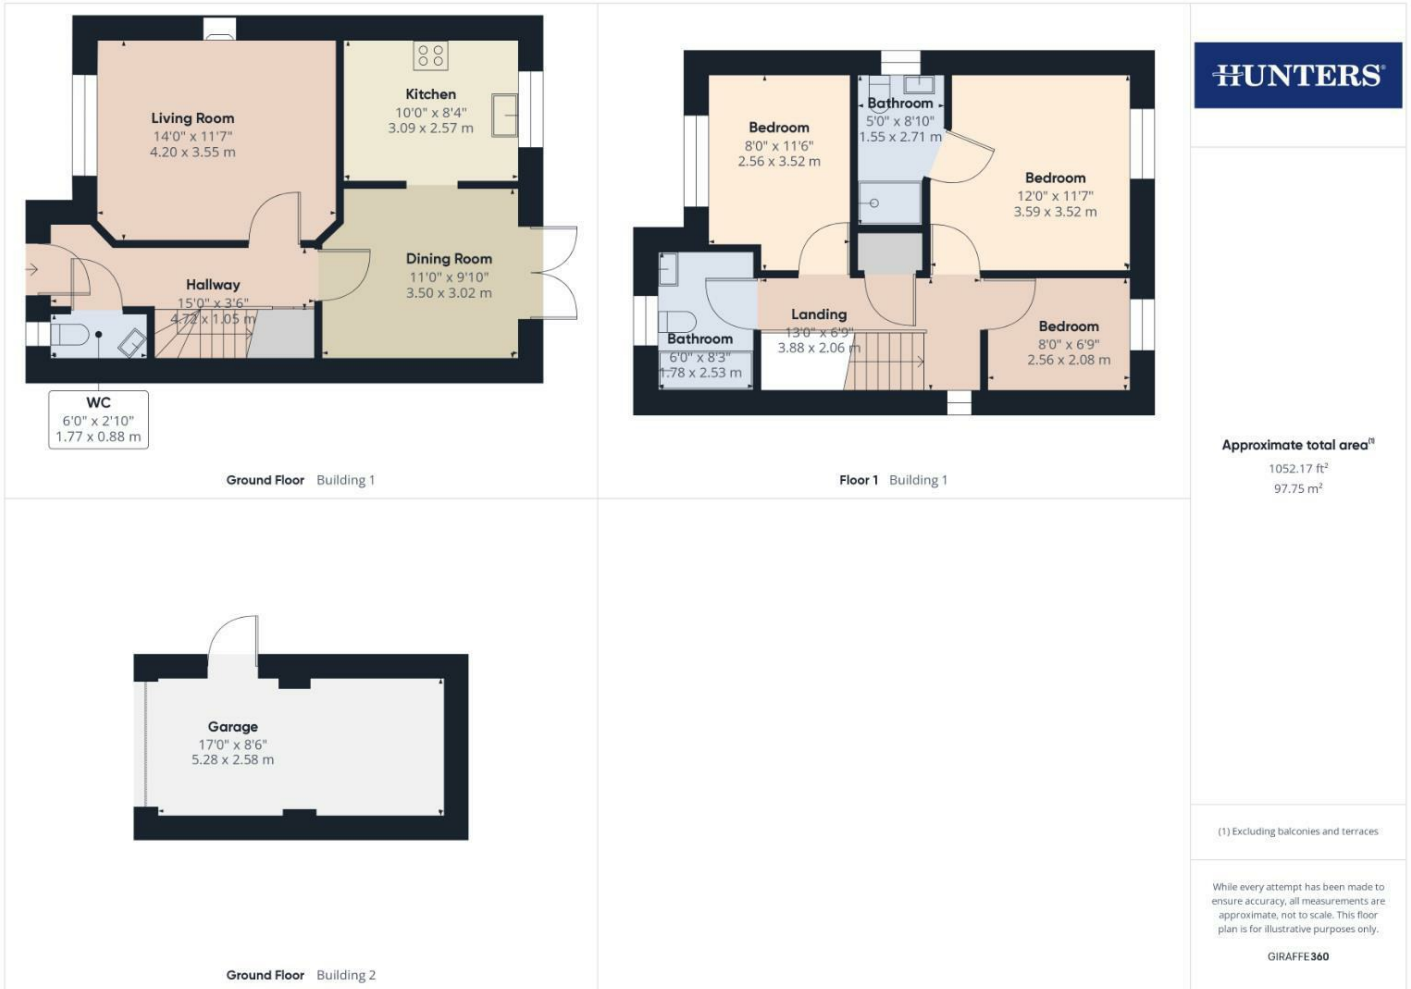 Living Room
14'0" x 11'7"
4.20 x 3.55 m
Kitchen
10'0" x 8'4"
3.09 x 2.57 m
Dining Room
11'0" x 9'10"
3.50 x 3.02 m
Hallway
15'0" x 3'6"
4.72 x 1.05 m
WC
6'0" x 2'10"
1.77 x 0.88 m
Ground Floor Building 1
Bedroom
8'0" x 11'6"
2.56 x 3.52 m
Bathroom
5'0" x 8'10"
1.55 x 2.71 m
Bedroom
12'0" x 11'7"
3.59 x 3.52 m
Landing
13'0" x 6'9"
3.88 x 2.06 m
Bathroom
6'0" x 8'3"
1.78 x 2.53 m
Bedroom
8'0" x 6'9"
2.56 x 2.08 m
Floor 1 Building 1
Garage
17'0" x 8'6"
5.28 x 2.58 m
Ground Floor Building 2
HUNTERS®
Approximate total area(1)
1052.17 ft²
97.75 m²
(1) Excluding balconies and terraces
While every attempt has been made to
ensure accuracy, all measurements are
approximate, not to scale. This floor
plan is for illustrative purposes only.
GIRAFFE360